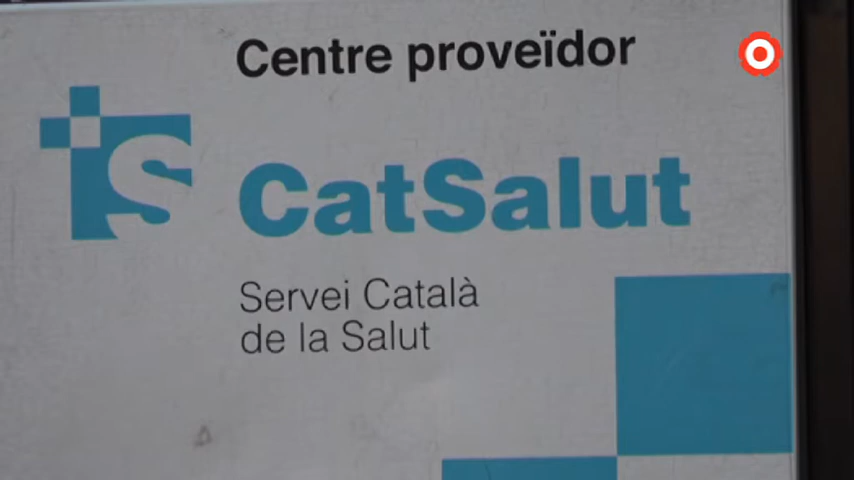 Centre proveïdor
CatSalut
Servei Català
de la Salut